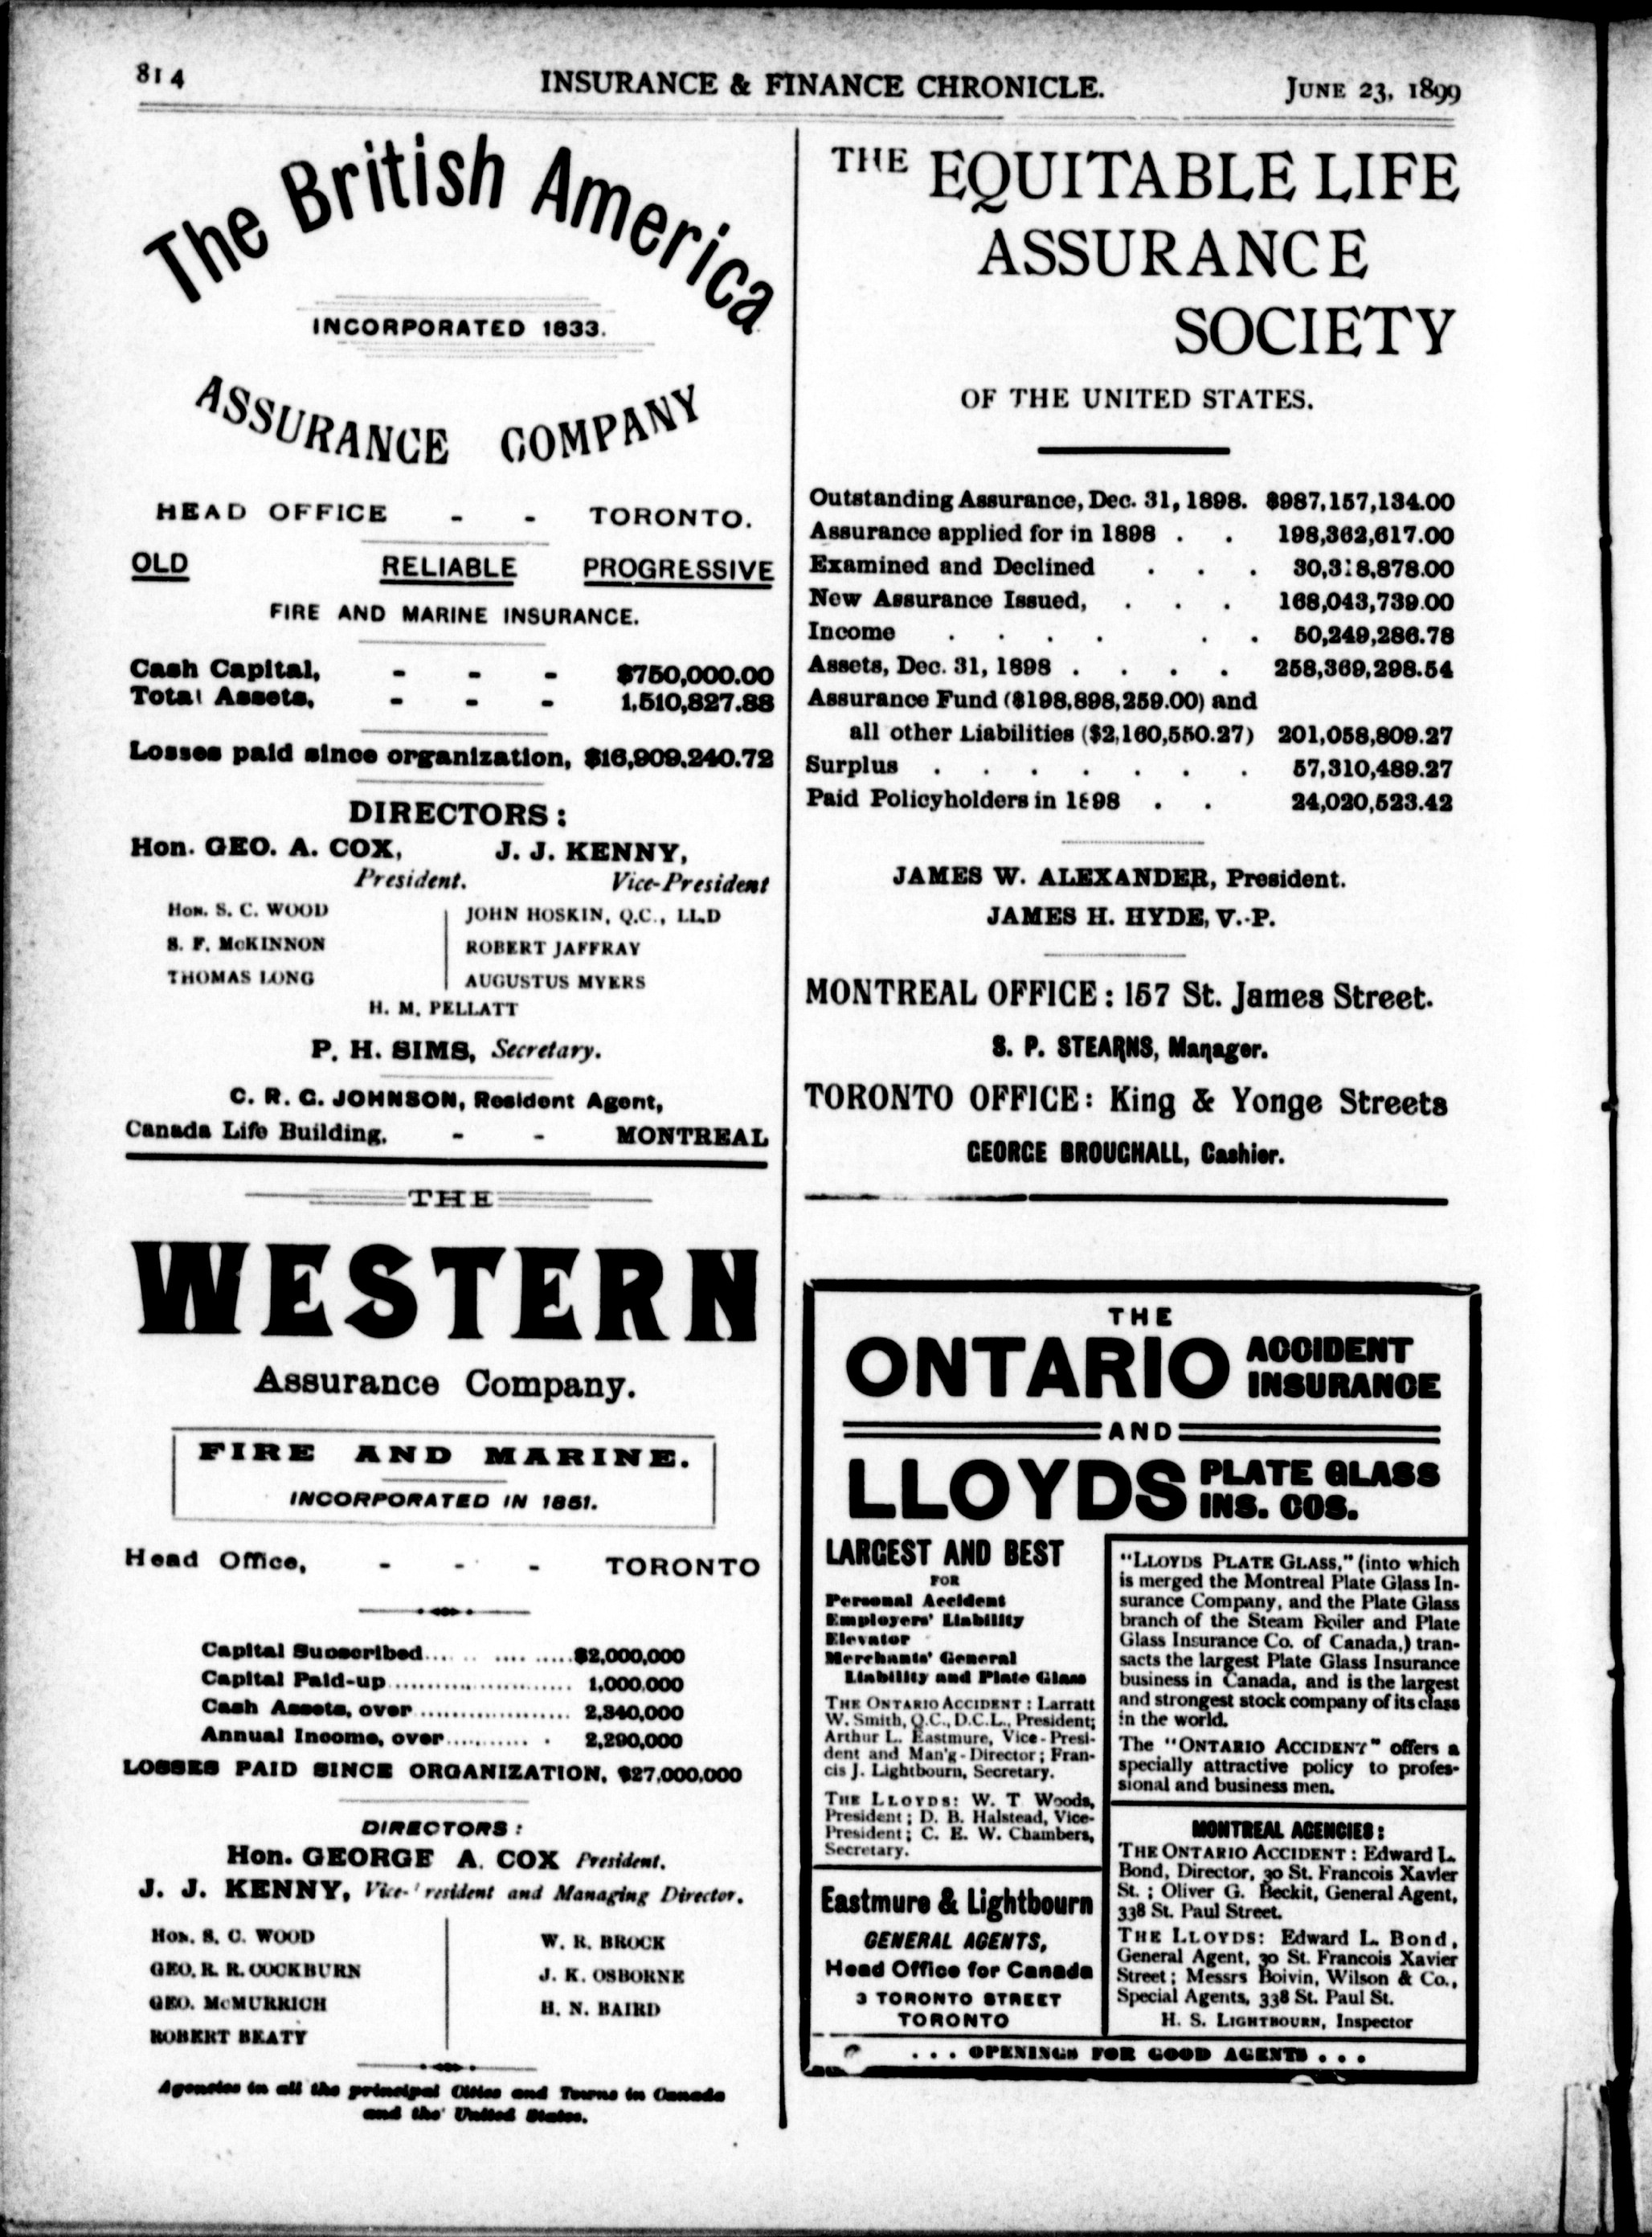 814
INSURANCE & FINANCE CHRONICLE.
JUNE 23, 1899
The British America
INCORPORATED 1833.
ASSURANCE COMPANY
HEAD OFFICE - - TORONTO.
OLD RELIABLE PROGRESSIVE
FIRE AND MARINE INSURANCE.
Cash Capital, - - - $750,000.00
Total Assets, - - - 1,510,827.88
Losses paid since organization, $16,909,240.72
DIRECTORS:
Hon. GEO. A. COX, J. J. KENNY,
President. Vice-President
HON. S. C. WOOD JOHN HOSKIN, Q.C., LL.D
S. F. McKINNON ROBERT JAFFRAY
THOMAS LONG AUGUSTUS MYERS
H. M. PELLATT
P. H. SIMS, Secretary.
C. R. G. JOHNSON, Resident Agent,
Canada Life Building, - - MONTREAL
THE
WESTERN
Assurance Company.
FIRE AND MARINE.
INCORPORATED IN 1851.
Head Office, - - - TORONTO
Capital Subscribed.. .. .. .... .....$2,000,000
Capital Paid-up......................... 1,000,000
Cash Assets, over.................... 2,340,000
Annual Income, over........... . 2,290,000
LOSSES PAID SINCE ORGANIZATION, $27,000,000
DIRECTORS:
Hon. GEORGE A. COX President.
J. J. KENNY, Vice-President and Managing Director.
HON. S. C. WOOD W. R. BROCK
GEO. R. R. COCKBURN J. K. OSBORNE
GEO. McMURRICH H. N. BAIRD
ROBERT BEATY
Agencies in all the principal Cities and Towns in Canada
and the United States.
THE EQUITABLE LIFE
ASSURANCE
SOCIETY
OF THE UNITED STATES.
Outstanding Assurance, Dec. 31, 1898. $987,157,134.00
Assurance applied for in 1898 . . 198,362,617.00
Examined and Declined . . . 30,318,878.00
New Assurance Issued, . . . 168,043,739.00
Income . . . . . . 50,249,286.78
Assets, Dec. 31, 1898 . . . . 258,369,298.54
Assurance Fund ($198,898,259.00) and
all other Liabilities ($2,160,550.27) 201,058,809.27
Surplus . . . . . . . 57,310,489.27
Paid Policyholders in 1898 . . 24,020,523.42
JAMES W. ALEXANDER, President.
JAMES H. HYDE, V.-P.
MONTREAL OFFICE: 157 St. James Street.
S. P. STEARNS, Manager.
TORONTO OFFICE: King & Yonge Streets
GEORGE BROUGHALL, Cashier.
THE
ONTARIO ACCIDENT
INSURANCE
AND
LLOYDS PLATE GLASS
INS. COS.
LARGEST AND BEST
FOR
Personal Accident
Employers' Liability
Elevator
Merchants' General
Liability and Plate Glass
THE ONTARIO ACCIDENT: Larratt
W. Smith, Q.C., D.C.L., President;
Arthur L. Eastmure, Vice-Presi-
dent and Man'g-Director; Fran-
cis J. Lightbourn, Secretary.
THE LLOYDS: W. T Woods,
President; D. B. Halstead, Vice-
President; C. E. W. Chambers,
Secretary.
Eastmure & Lightbourn
GENERAL AGENTS,
Head Office for Canada
3 TORONTO STREET
TORONTO
"LLOYDS PLATE GLASS," (into which
is merged the Montreal Plate Glass In-
surance Company, and the Plate Glass
branch of the Steam Boiler and Plate
Glass Insurance Co. of Canada,) tran-
sacts the largest Plate Glass Insurance
business in Canada, and is the largest
and strongest stock company of its class
in the world.
The "ONTARIO ACCIDENT" offers a
specially attractive policy to profes-
sional and business men.
MONTREAL AGENCIES:
THE ONTARIO ACCIDENT: Edward L.
Bond, Director, 30 St. Francois Xavier
St.; Oliver G. Beckit, General Agent,
338 St. Paul Street.
THE LLOYDS: Edward L. Bond,
General Agent, 30 St. Francois Xavier
Street; Messrs Boivin, Wilson & Co.,
Special Agents, 338 St. Paul St.
H. S. LIGHTBOURN, Inspector
. . . OPENINGS FOR GOOD AGENTS . . .